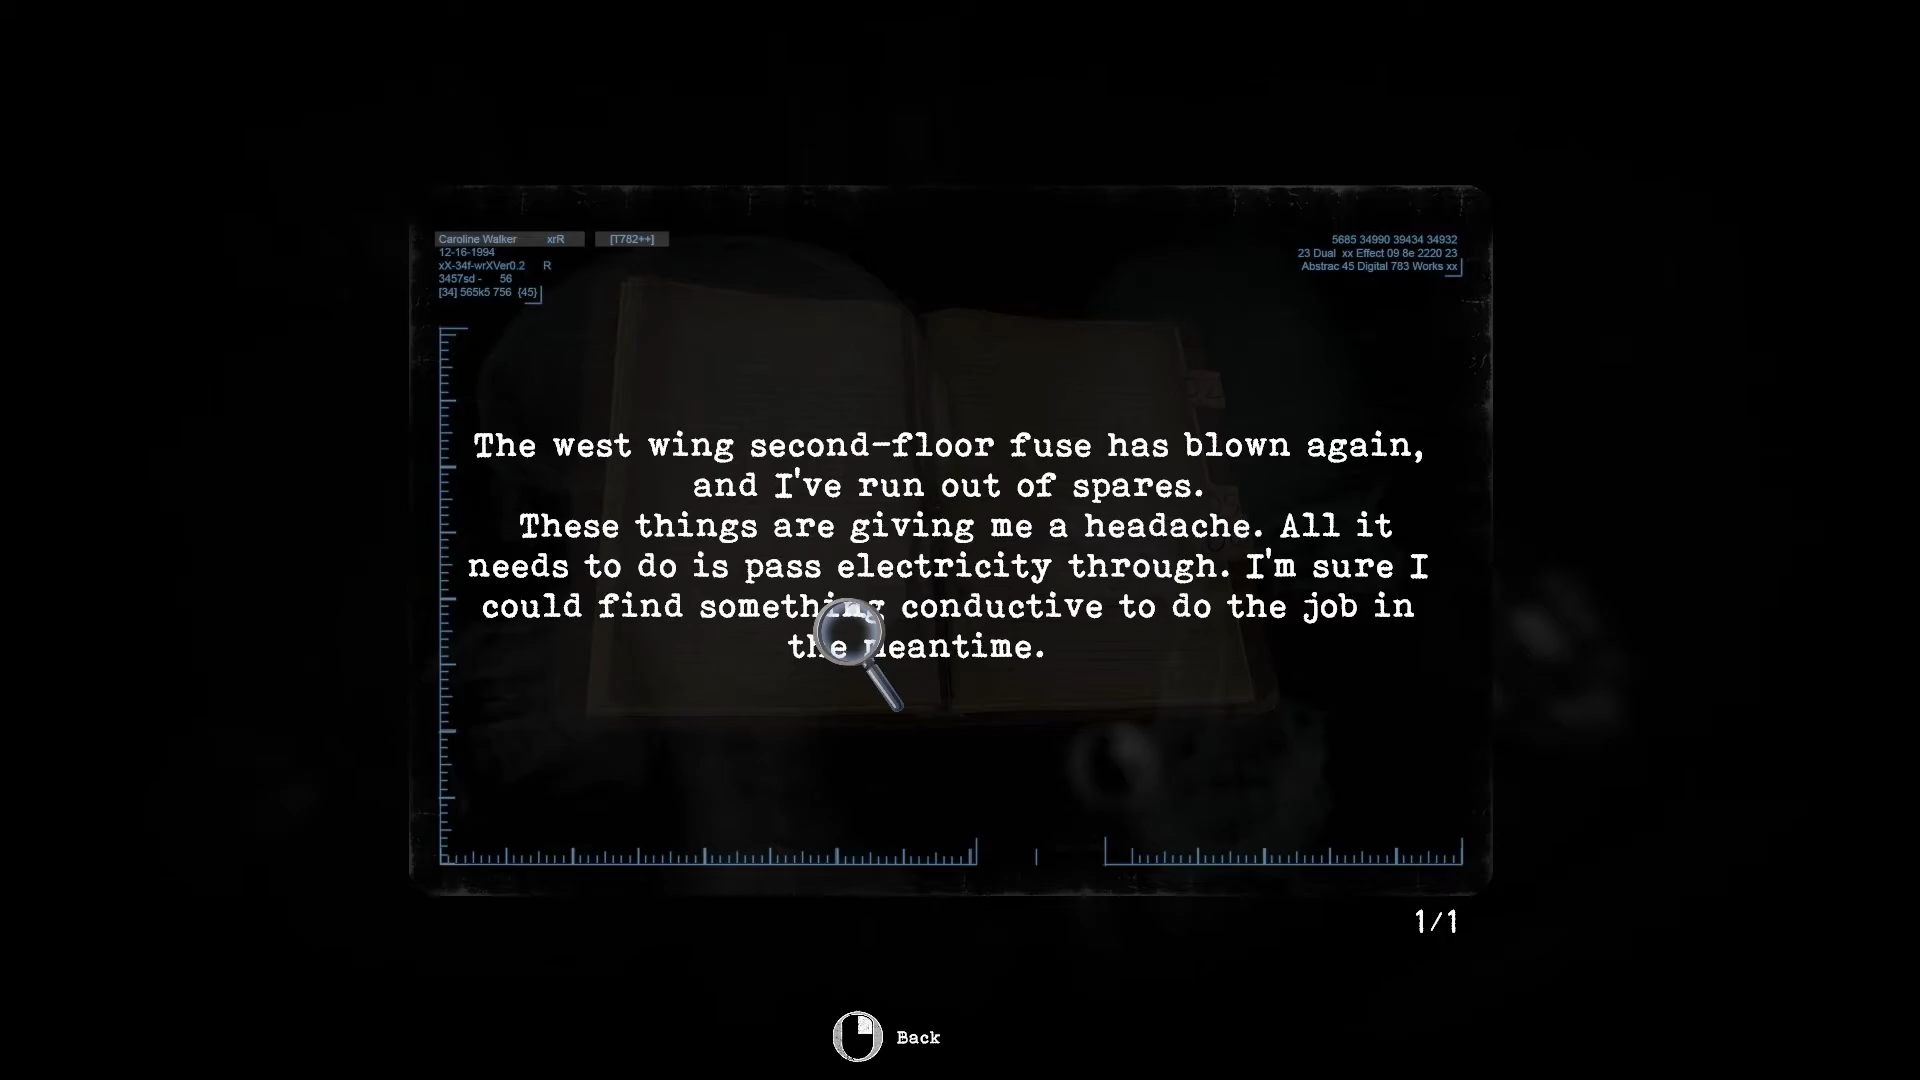 Caroline Walker xrR [T782++]
12-16-1994
xX-34f-wrXVer0.2 R
3457sd - 56
[34] 565k5 756 {45}
5685 34990 39434 34932
23 Dual xx Effect 09 8e 2220 23
Abstrac 45 Digital 783 Works xx
The west wing second-floor fuse has blown again,
and I've run out of spares.
These things are giving me a headache. All it
needs to do is pass electricity through. I'm sure I
could find something conductive to do the job in
the meantime.
1/1
Back